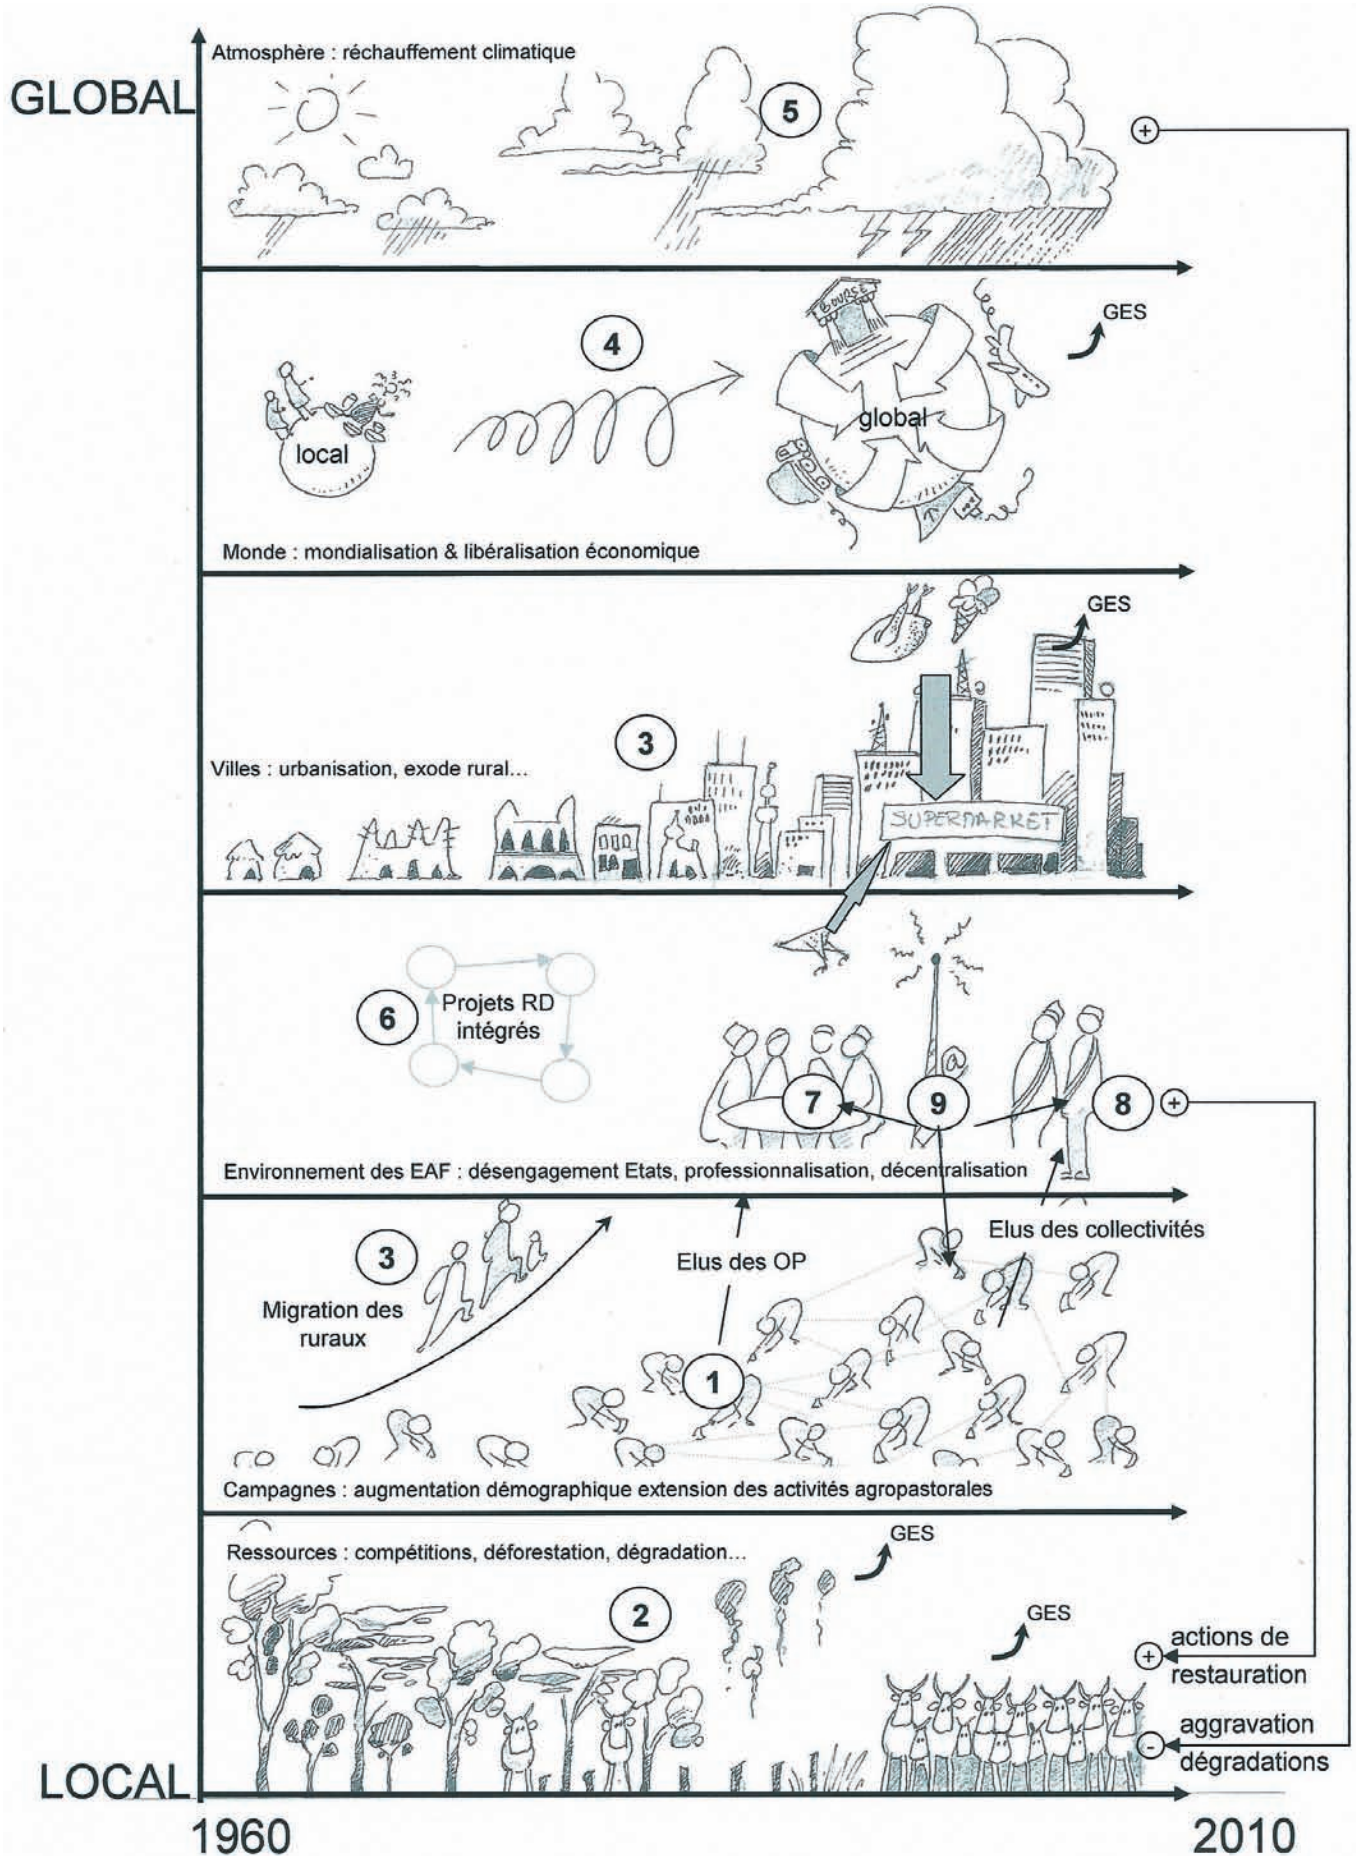 GLOBAL
Atmosphère : réchauffement climatique
5
+
BOURSE
GES
4
global
local
Monde : mondialisation & libéralisation économique
GES
3
Villes : urbanisation, exode rural...
SUPERMARKET
6
Projets RD
intégrés
@
7
9
8
+
Environnement des EAF : désengagement Etats, professionnalisation, décentralisation
3
Elus des collectivités
Elus des OP
Migration des
ruraux
1
Campagnes : augmentation démographique extension des activités agropastorales
GES
Ressources : compétitions, déforestation, dégradation...
2
GES
+
actions de
restauration
-
aggravation
dégradations
LOCAL
1960
2010